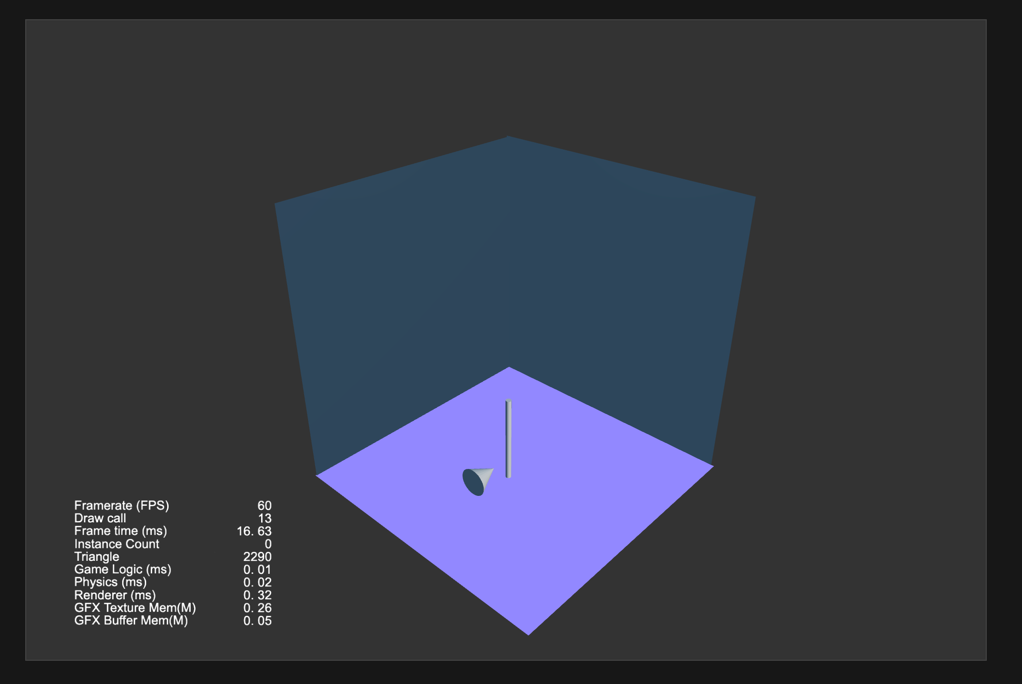 Framerate (FPS) 60
Draw call 13
Frame time (ms) 16. 63
Instance Count 0
Triangle 2290
Game Logic (ms) 0. 01
Physics (ms) 0. 02
Renderer (ms) 0. 32
GFX Texture Mem(M) 0. 26
GFX Buffer Mem(M) 0. 05